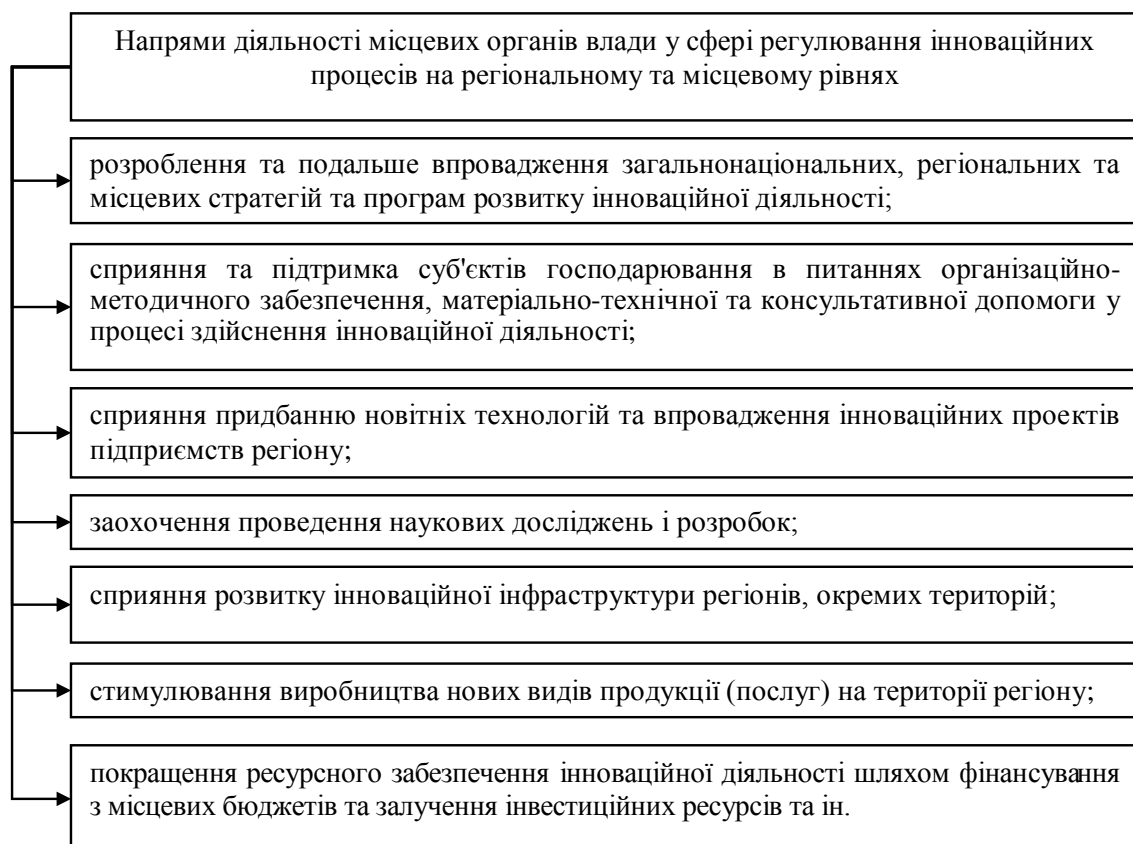 Напрями діяльності місцевих органів влади у сфері регулювання інноваційних
процесів на регіональному та місцевому рівнях
розроблення та подальше впровадження загальнонаціональних, регіональних та
місцевих стратегій та програм розвитку інноваційної діяльності;
сприяння та підтримка суб'єктів господарювання в питаннях організаційно-
методичного забезпечення, матеріально-технічної та консультативної допомоги у
процесі здійснення інноваційної діяльності;
сприяння придбанню новітніх технологій та впровадження інноваційних проектів
підприємств регіону;
заохочення проведення наукових досліджень і розробок;
сприяння розвитку інноваційної інфраструктури регіонів, окремих територій;
стимулювання виробництва нових видів продукції (послуг) на території регіону;
покращення ресурсного забезпечення інноваційної діяльності шляхом фінансування
з місцевих бюджетів та залучення інвестиційних ресурсів та ін.